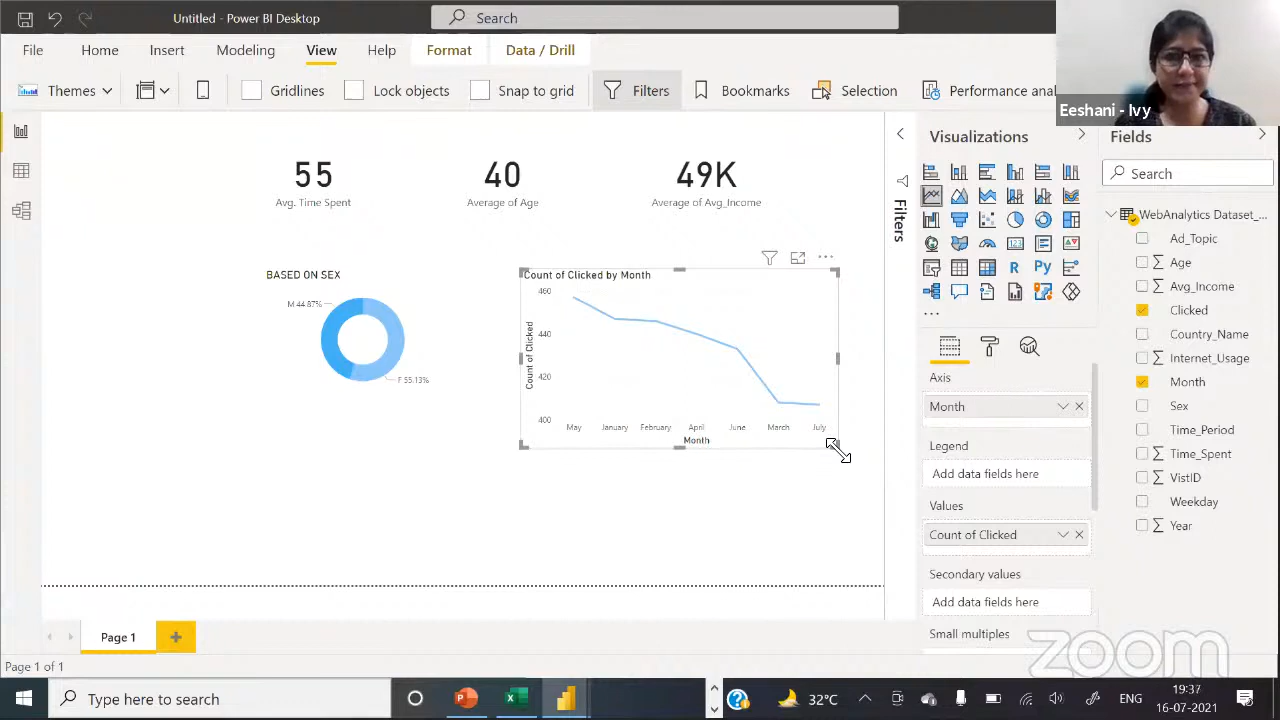 Untitled - Power BI Desktop
Search
Eeshani - Ivy
File
Home
Insert
Modeling
View
Help
Format
Data / Drill
Themes
Gridlines
Lock objects
Snap to grid
Filters
Bookmarks
Selection
Performance anal
55
Avg. Time Spent
40
Average of Age
49K
Average of Avg_Income
BASED ON SEX
M 44.87%
F 55.13%
Count of Clicked by Month
460
440
420
400
Count of Clicked
May
January
February
April
June
March
July
Month
Filters
Visualizations
R
Py
123
Axis
Month
Legend
Add data fields here
Values
Count of Clicked
Secondary values
Add data fields here
Small multiples
Fields
Search
WebAnalytics Dataset_...
Ad_Topic
Age
Avg_Income
Clicked
Country_Name
Internet_Usage
Month
Sex
Time_Period
Time_Spent
VistID
Weekday
Year
zoom
Page 1
Page 1 of 1
Type here to search
32°C
ENG
19:37
16-07-2021